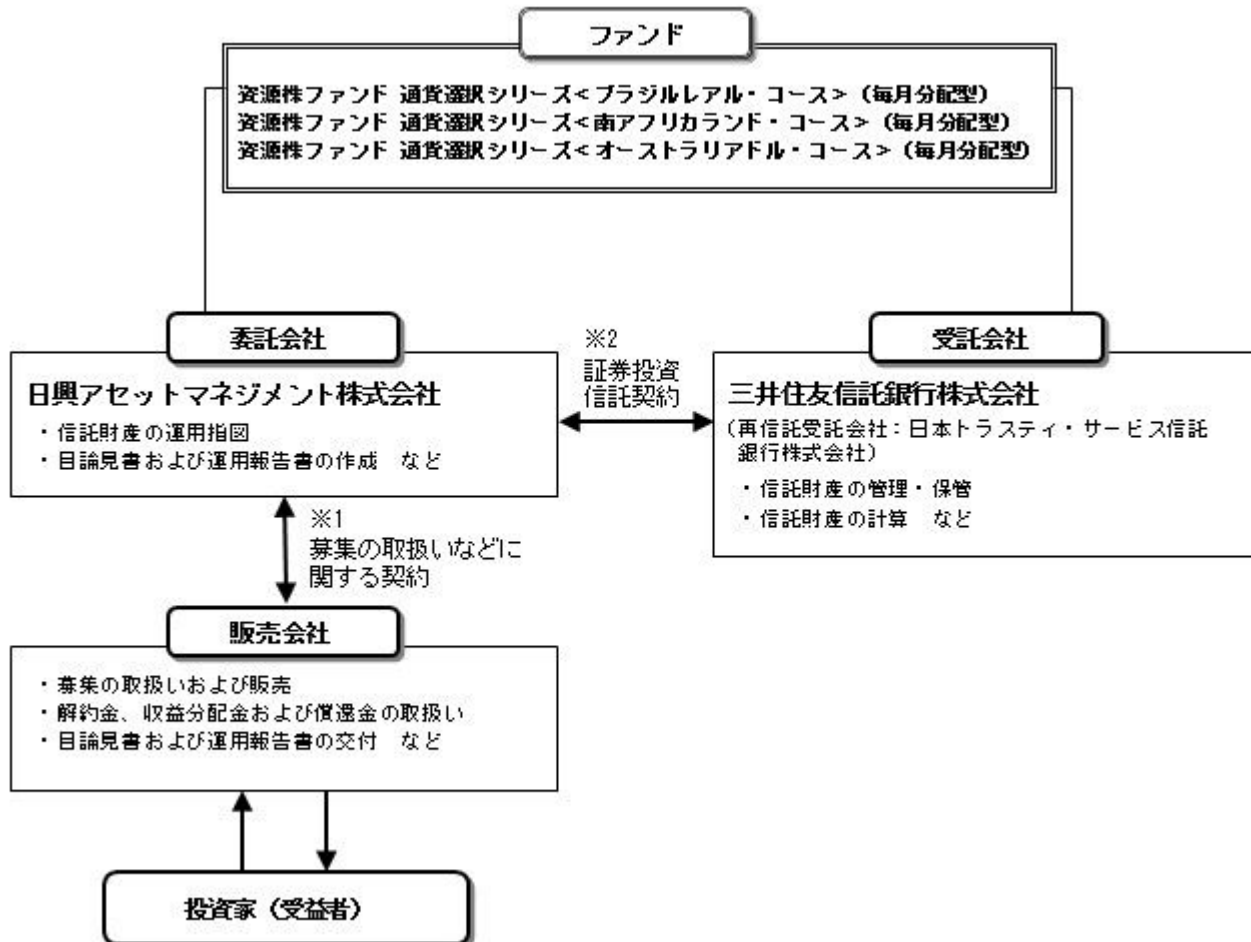 ファンド
資源株ファンド 通貨選択シリーズ＜ブラジルレアル・コース＞（毎月分配型）
資源株ファンド 通貨選択シリーズ＜南アフリカランド・コース＞（毎月分配型）
資源株ファンド 通貨選択シリーズ＜オーストラリアドル・コース＞（毎月分配型）
委託会社
日興アセットマネジメント株式会社
・信託財産の運用指図
・目論見書および運用報告書の作成　など
※2
証券投資
信託契約
受託会社
三井住友信託銀行株式会社
（再信託受託会社：日本トラスティ・サービス信託
銀行株式会社）
・信託財産の管理・保管
・信託財産の計算　など
※1
募集の取扱いなどに
関する契約
販売会社
・募集の取扱いおよび販売
・解約金、収益分配金および償還金の取扱い
・目論見書および運用報告書の交付　など
投資家（受益者）